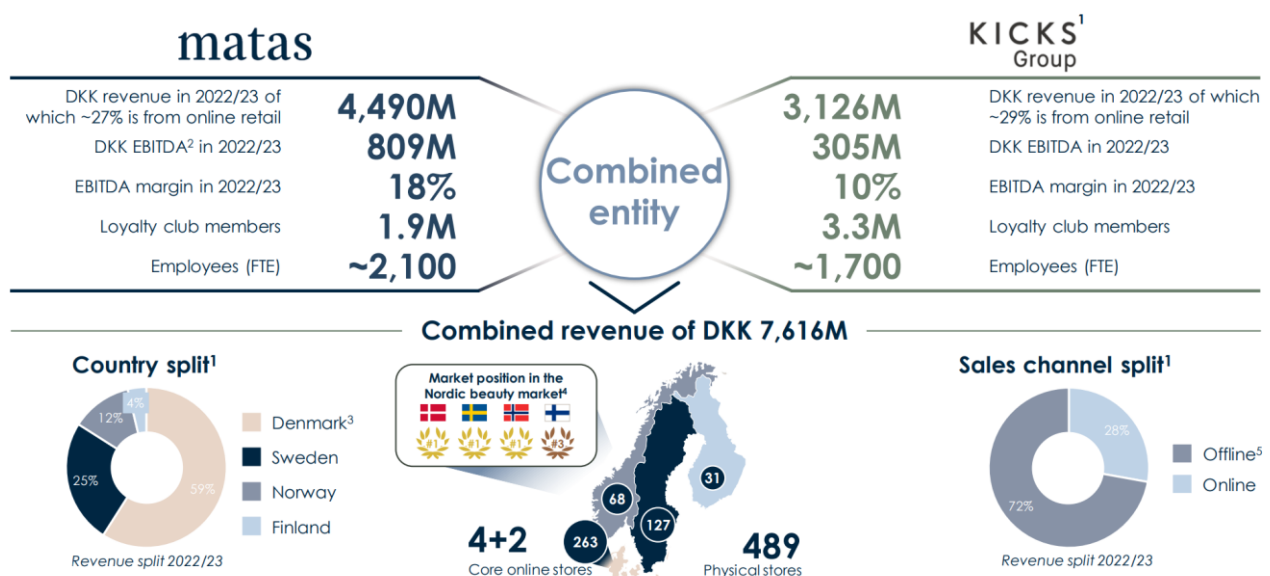 matas
KICKS¹
Group
DKK revenue in 2022/23 of
which ~27% is from online retail
4,490M
DKK EBITDA² in 2022/23
809M
EBITDA margin in 2022/23
18%
Loyalty club members
1.9M
Employees (FTE)
~2,100
Combined
entity
3,126M
DKK revenue in 2022/23 of which
~29% is from online retail
305M
DKK EBITDA in 2022/23
10%
EBITDA margin in 2022/23
3.3M
Loyalty club members
~1,700
Employees (FTE)
Combined revenue of DKK 7,616M
Country split¹
4%
12%
25%
59%
Denmark³
Sweden
Norway
Finland
Revenue split 2022/23
Market position in the
Nordic beauty market⁴
#1
#1
#1
#3
31
68
127
263
4+2
Core online stores
489
Physical stores
Sales channel split¹
28%
72%
Offline⁵
Online
Revenue split 2022/23